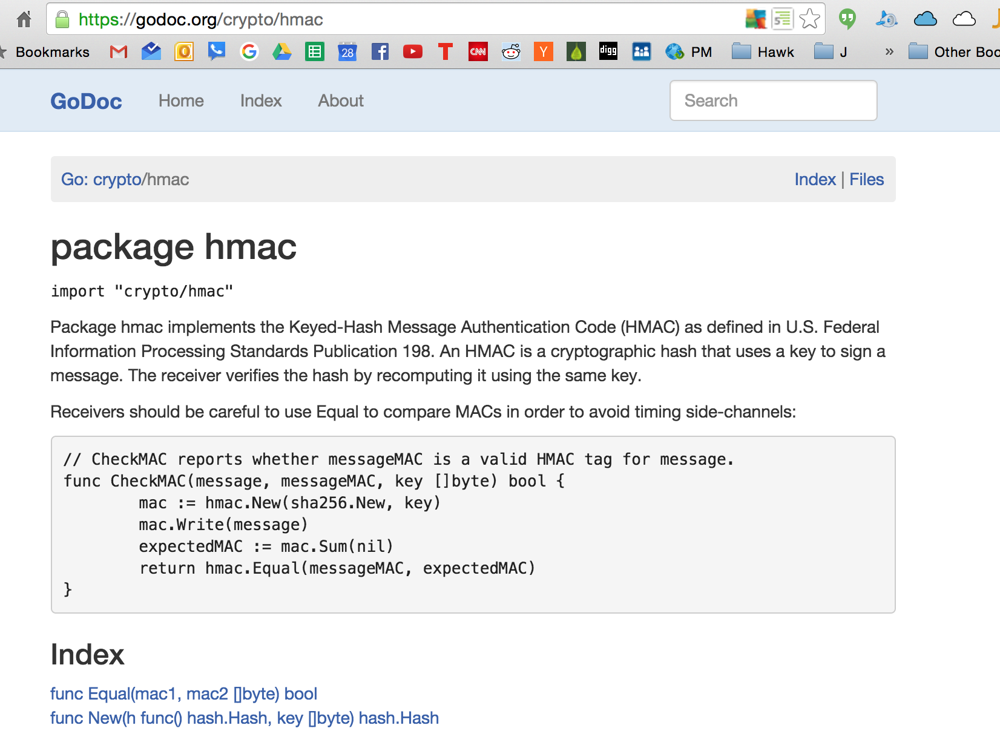 https://godoc.org/crypto/hmac
5
Bookmarks
28
CNN
Y
digg
PM
Hawk
J
»
Other Boo
GoDoc
Home
Index
About
Search
Go: crypto/hmac
Index | Files
package hmac
import "crypto/hmac"
Package hmac implements the Keyed-Hash Message Authentication Code (HMAC) as defined in U.S. Federal
Information Processing Standards Publication 198. An HMAC is a cryptographic hash that uses a key to sign a
message. The receiver verifies the hash by recomputing it using the same key.
Receivers should be careful to use Equal to compare MACs in order to avoid timing side-channels:
// CheckMAC reports whether messageMAC is a valid HMAC tag for message.
func CheckMAC(message, messageMAC, key []byte) bool {
        mac := hmac.New(sha256.New, key)
        mac.Write(message)
        expectedMAC := mac.Sum(nil)
        return hmac.Equal(messageMAC, expectedMAC)
}
Index
func Equal(mac1, mac2 []byte) bool
func New(h func() hash.Hash, key []byte) hash.Hash